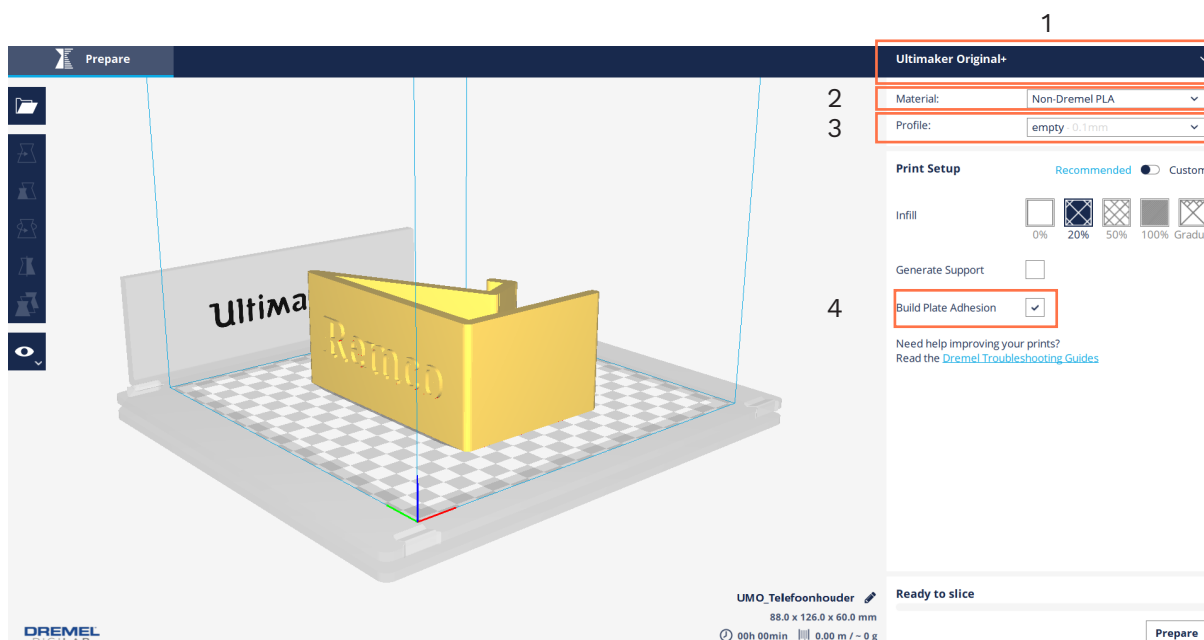 1
Prepare
Ultimaker Original+
2
Material: Non-Dremel PLA
3
Profile: empty - 0.1mm
Print Setup Recommended Custom
Infill
0% 20% 50% 100% Gradu
Generate Support
4
Build Plate Adhesion
Need help improving your prints?
Read the Dremel Troubleshooting Guides
Ultima
Remco
UMO_Telefoonhouder
88.0 x 126.0 x 60.0 mm
00h 00min 0.00 m / ~ 0 g
Ready to slice
Prepare
DREMEL